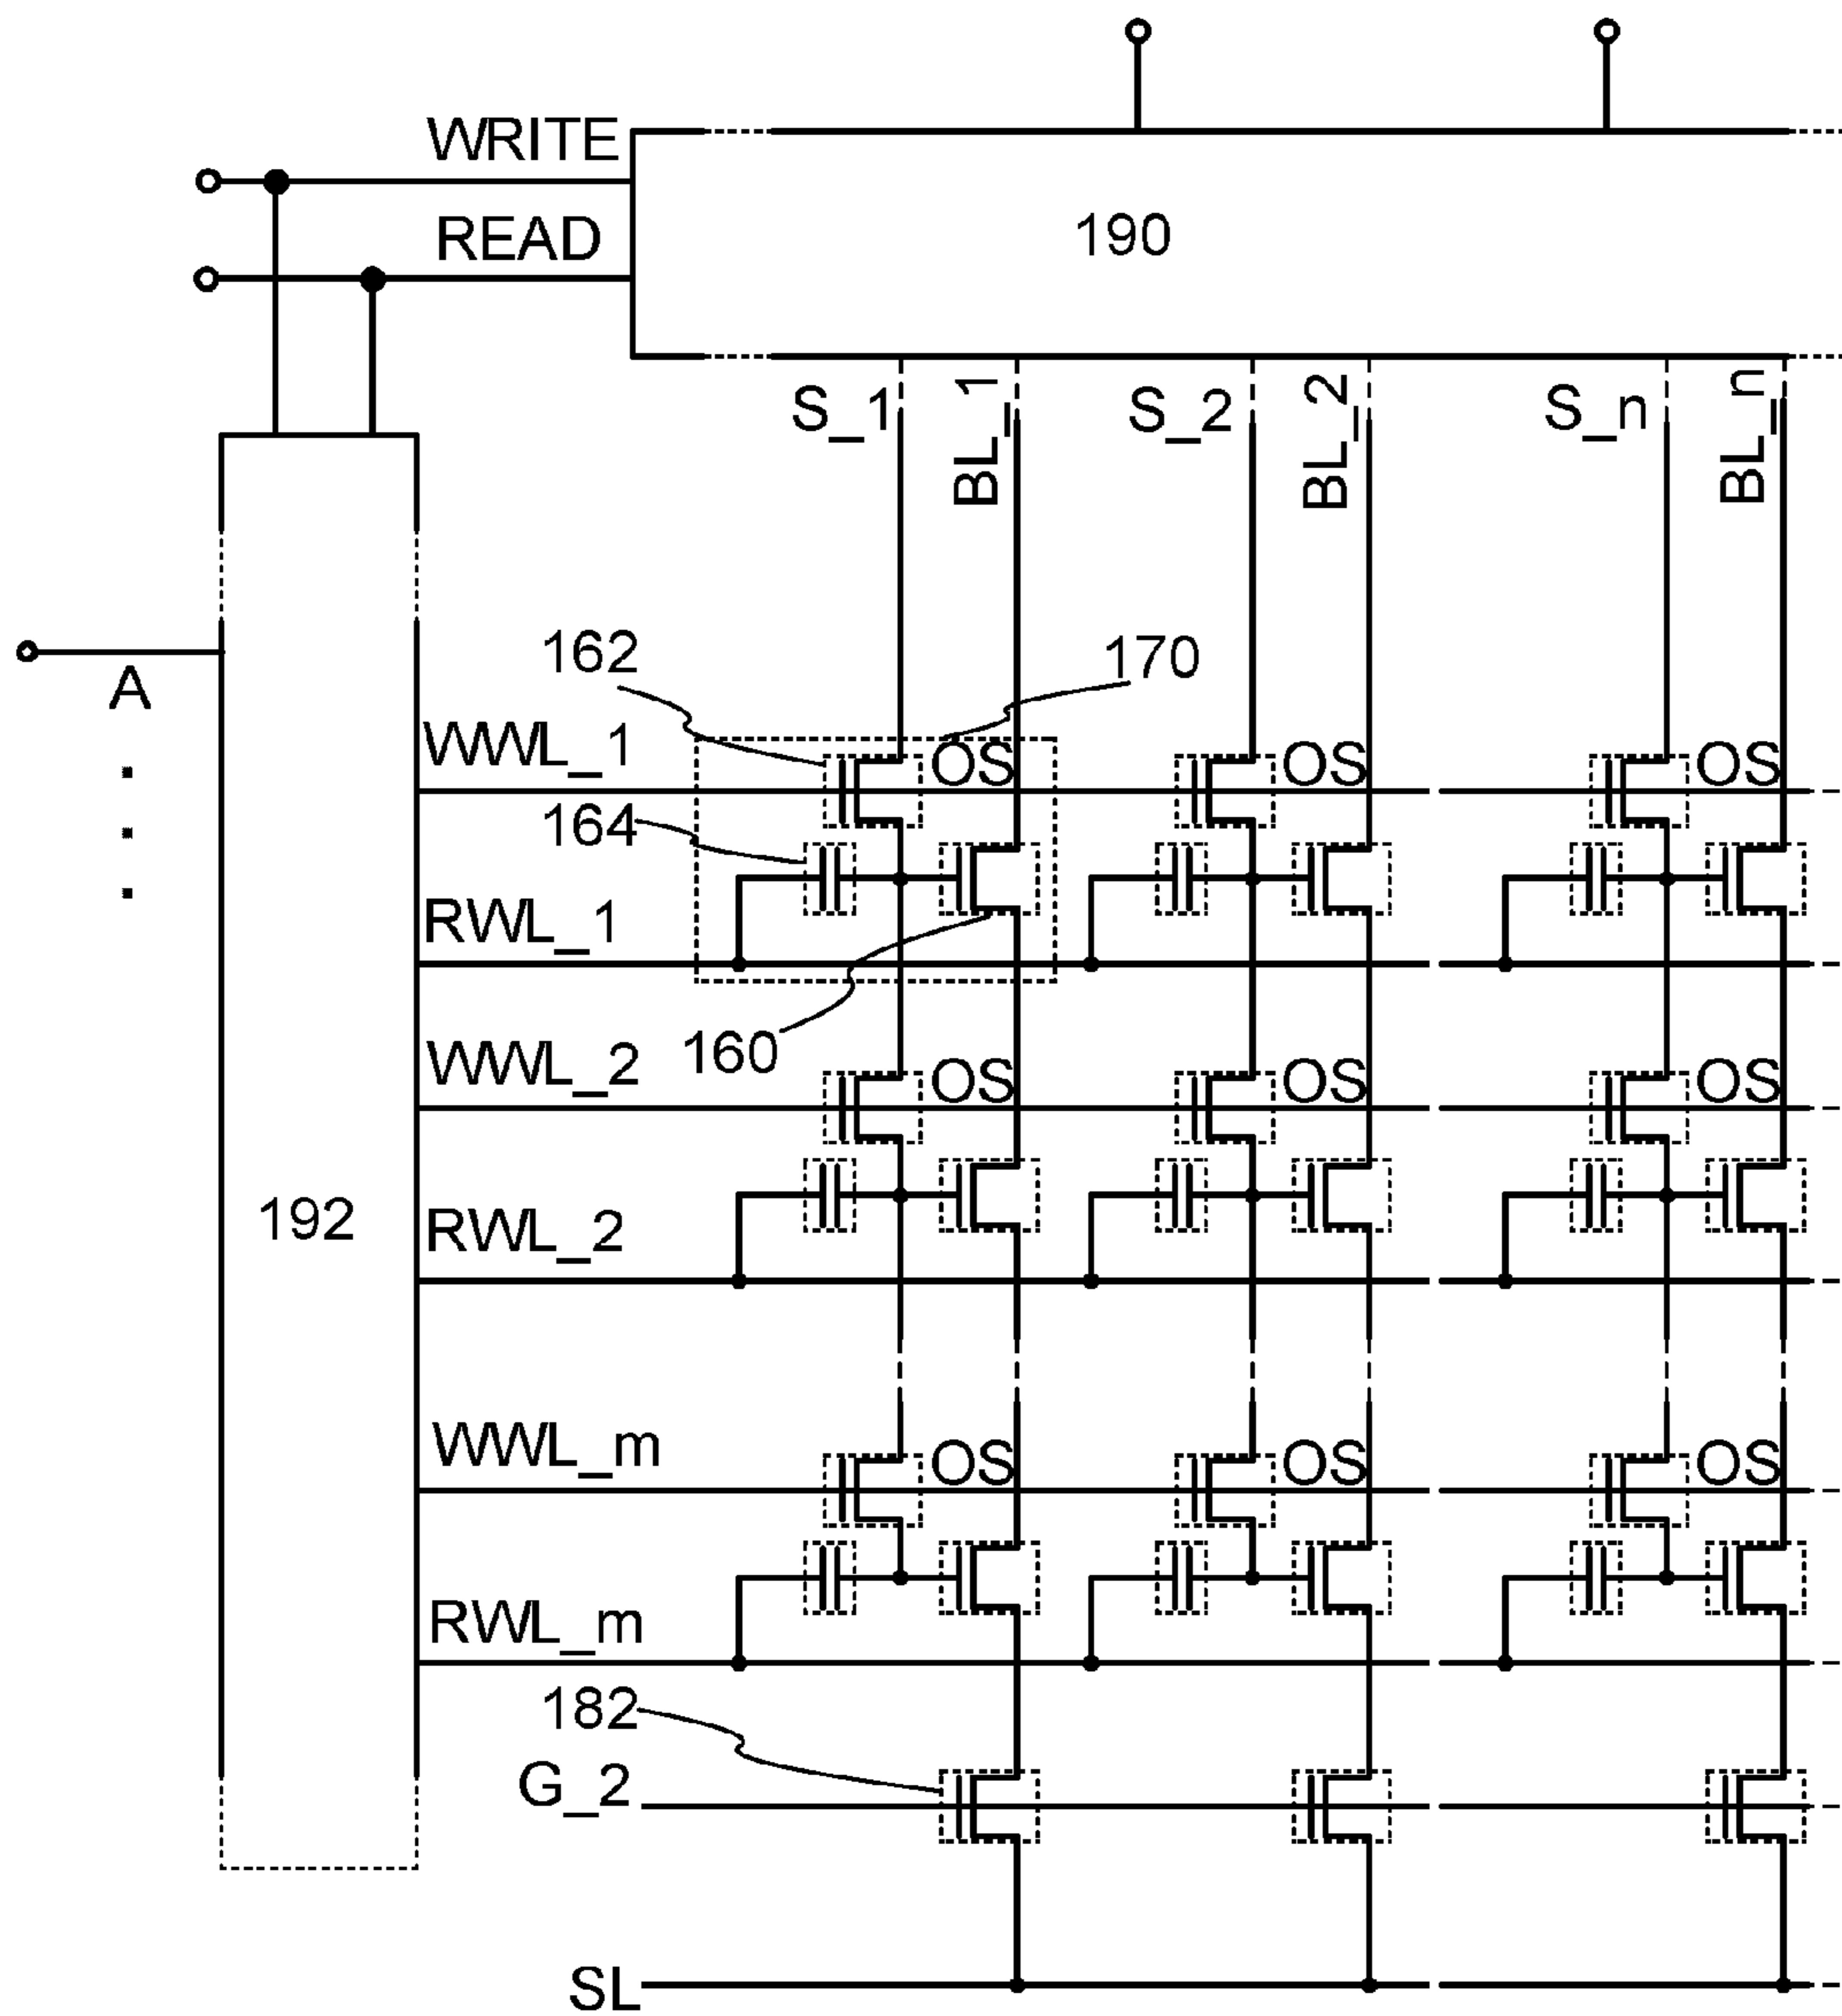 WRITE
READ
190
S_1
BL_1
S_2
BL_2
S_n
BL_n
A
162
170
WWL_1
OS
OS
OS
164
RWL_1
160
WWL_2
OS
OS
OS
192
RWL_2
WWL_m
OS
OS
OS
RWL_m
182
G_2
SL